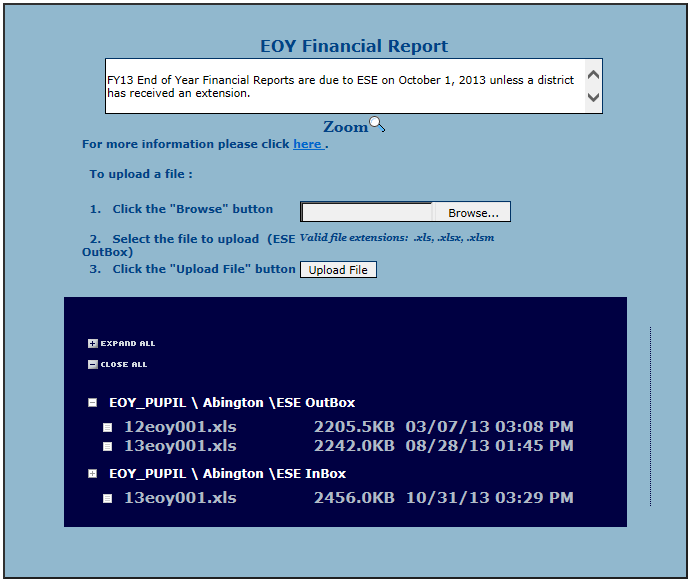 EOY Financial Report
FY13 End of Year Financial Reports are due to ESE on October 1, 2013 unless a district
has received an extension.
Zoom
For more information please click here .
To upload a file :
1. Click the "Browse" button Browse...
2. Select the file to upload (ESE Valid file extensions: .xls, .xlsx, .xlsm
OutBox)
3. Click the "Upload File" button Upload File
EXPAND ALL
CLOSE ALL
EOY_PUPIL \ Abington \ESE OutBox
12eoy001.xls 2205.5KB 03/07/13 03:08 PM
13eoy001.xls 2242.0KB 08/28/13 01:45 PM
EOY_PUPIL \ Abington \ESE InBox
13eoy001.xls 2456.0KB 10/31/13 03:29 PM